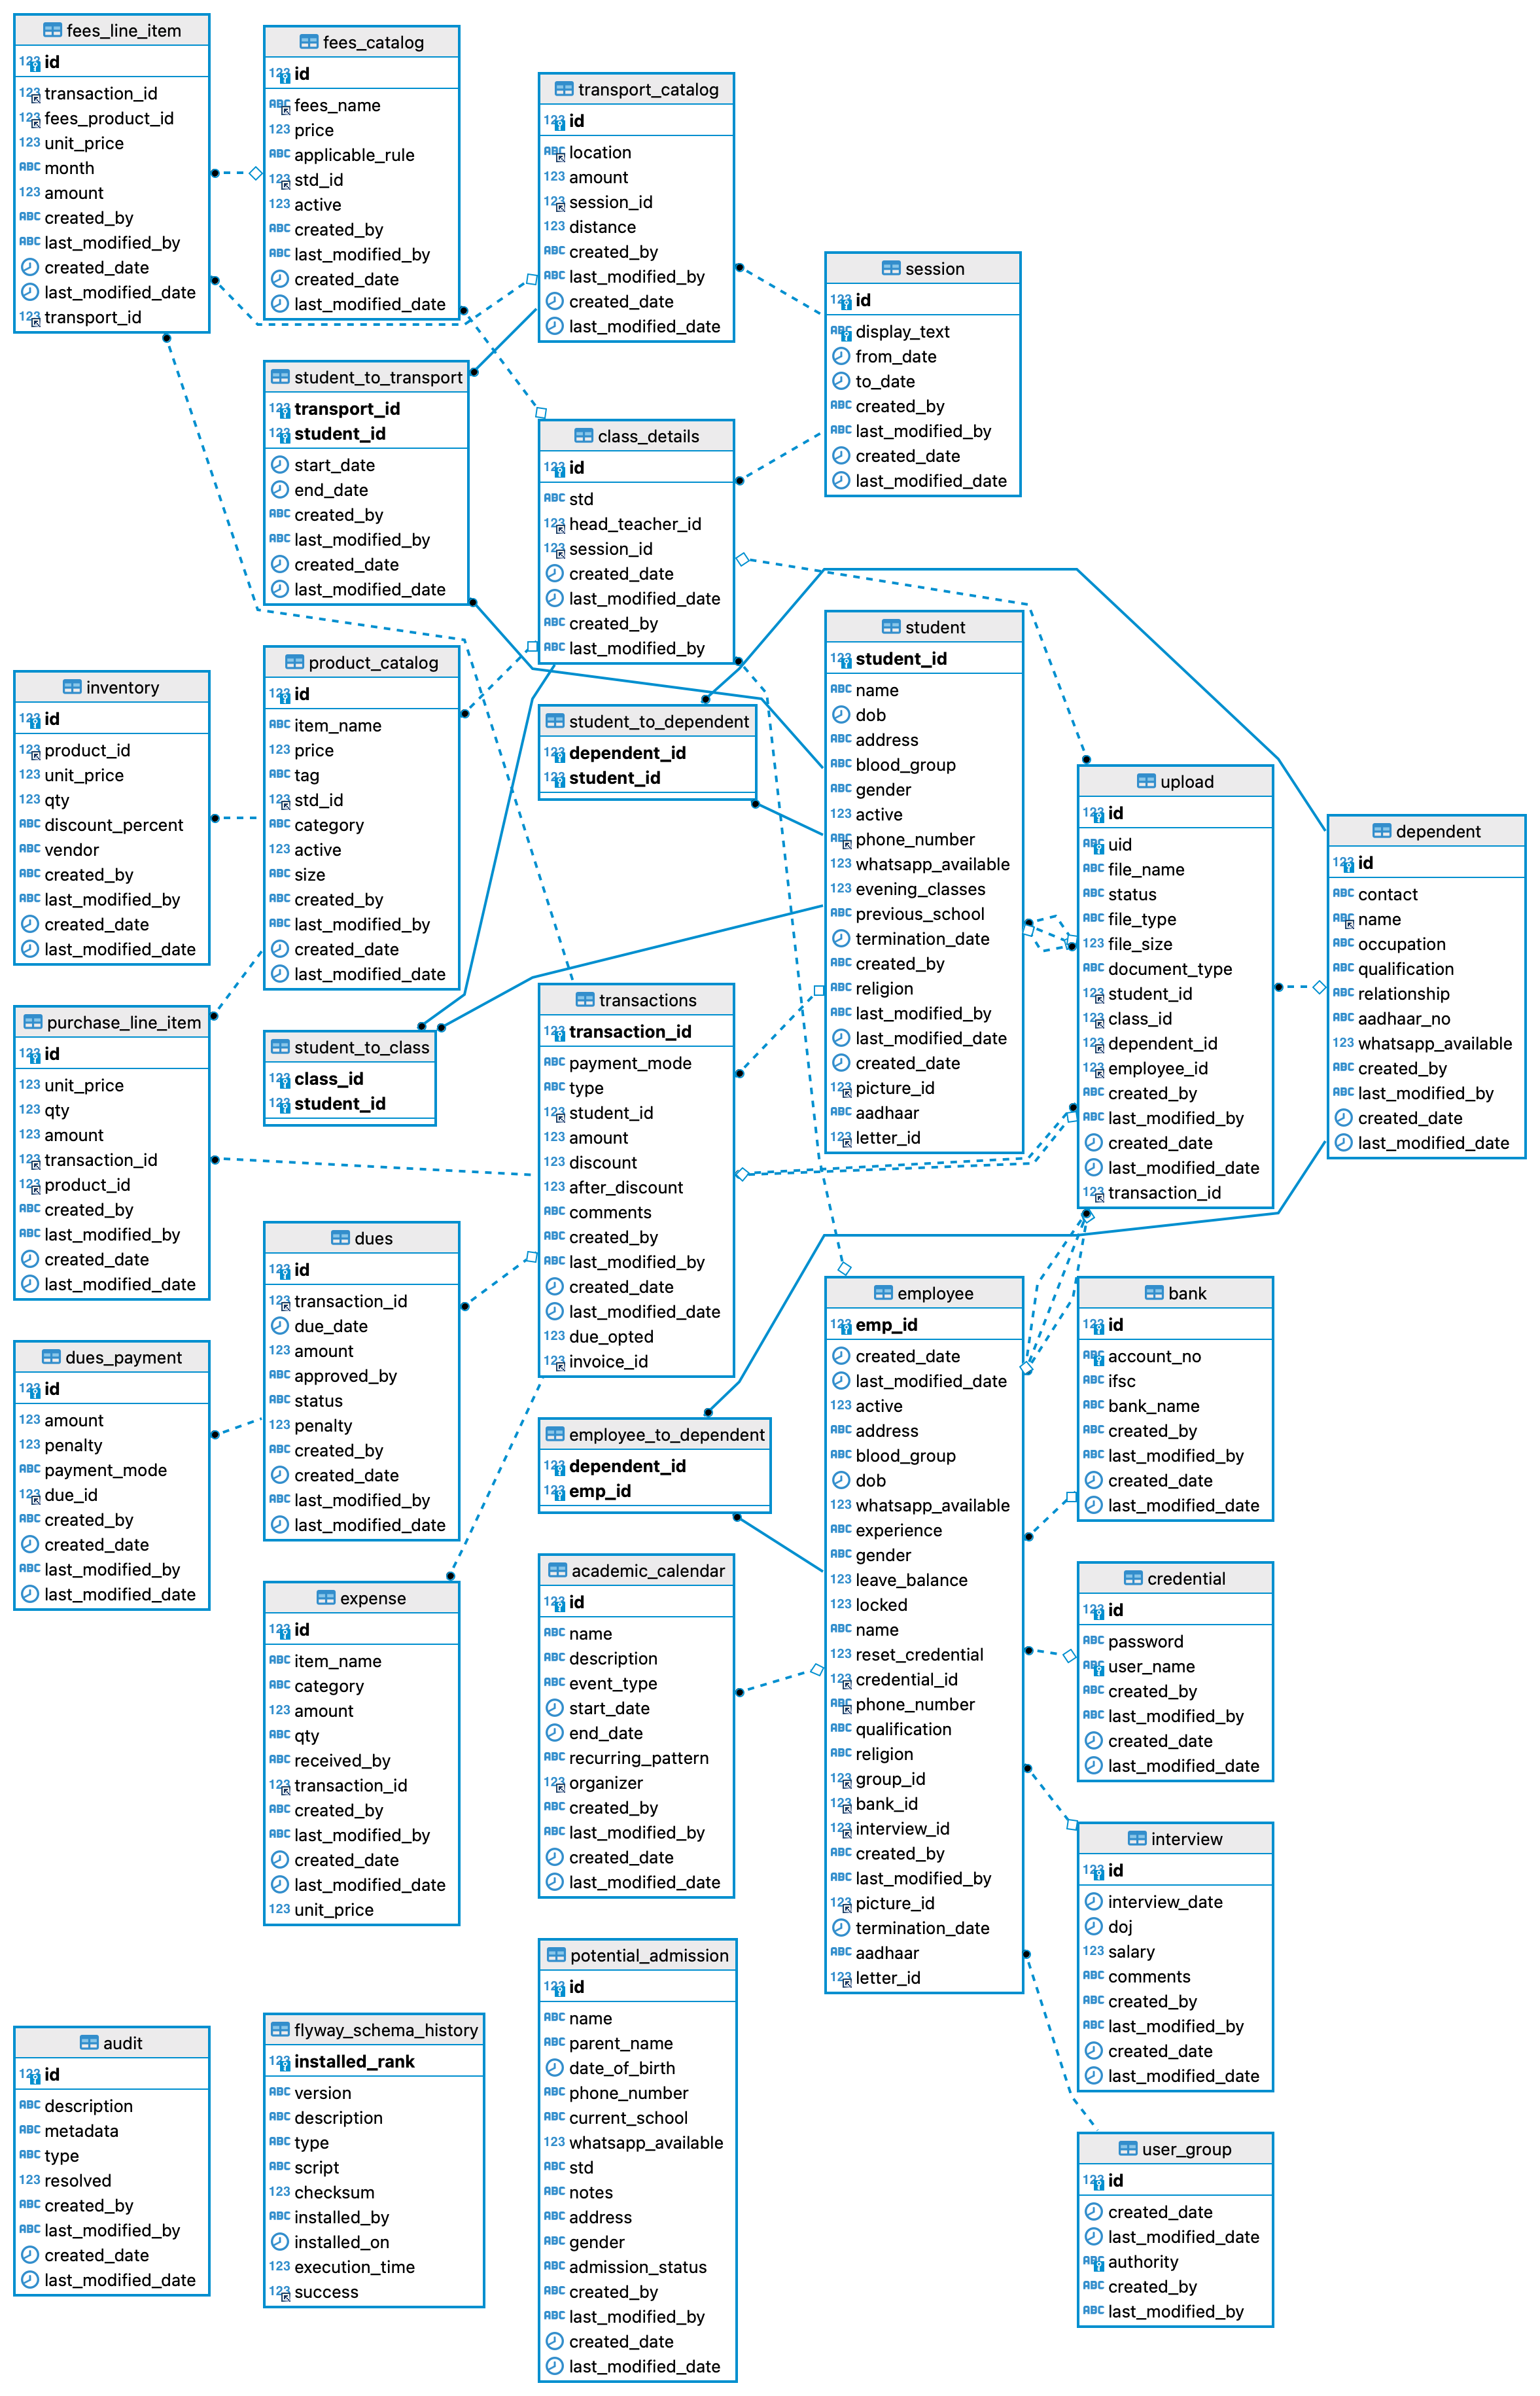 fees_line_item
123 id
123 transaction_id
123 fees_product_id
123 unit_price
ABC month
123 amount
ABC created_by
ABC last_modified_by
created_date
last_modified_date
123 transport_id
fees_catalog
123 id
ABC fees_name
123 price
ABC applicable_rule
123 std_id
123 active
ABC created_by
ABC last_modified_by
created_date
last_modified_date
transport_catalog
123 id
ABC location
123 amount
123 session_id
123 distance
ABC created_by
ABC last_modified_by
created_date
last_modified_date
session
123 id
ABC display_text
from_date
to_date
ABC created_by
ABC last_modified_by
created_date
last_modified_date
student_to_transport
123 transport_id
123 student_id
start_date
end_date
ABC created_by
ABC last_modified_by
created_date
last_modified_date
class_details
123 id
ABC std
123 head_teacher_id
123 session_id
created_date
last_modified_date
ABC created_by
ABC last_modified_by
student
123 student_id
ABC name
dob
ABC address
ABC blood_group
ABC gender
123 active
ABC phone_number
123 whatsapp_available
123 evening_classes
ABC previous_school
termination_date
ABC created_by
ABC religion
ABC last_modified_by
last_modified_date
created_date
123 picture_id
ABC aadhaar
123 letter_id
inventory
123 id
123 product_id
123 unit_price
123 qty
123 discount_percent
ABC vendor
ABC created_by
ABC last_modified_by
created_date
last_modified_date
product_catalog
123 id
ABC item_name
123 price
ABC tag
123 std_id
ABC category
123 active
ABC size
ABC created_by
ABC last_modified_by
created_date
last_modified_date
student_to_dependent
123 dependent_id
123 student_id
upload
123 id
ABC uid
ABC file_name
ABC status
ABC file_type
123 file_size
ABC document_type
123 student_id
123 class_id
123 dependent_id
123 employee_id
ABC created_by
ABC last_modified_by
created_date
last_modified_date
123 transaction_id
dependent
123 id
ABC contact
ABC name
ABC occupation
ABC qualification
ABC relationship
ABC aadhaar_no
123 whatsapp_available
ABC created_by
ABC last_modified_by
created_date
last_modified_date
purchase_line_item
123 id
123 unit_price
123 qty
123 amount
123 transaction_id
123 product_id
ABC created_by
ABC last_modified_by
created_date
last_modified_date
student_to_class
123 class_id
123 student_id
transactions
123 transaction_id
ABC payment_mode
ABC type
123 student_id
123 amount
123 discount
123 after_discount
ABC comments
ABC created_by
ABC last_modified_by
created_date
last_modified_date
123 due_opted
123 invoice_id
dues
123 id
123 transaction_id
due_date
123 amount
ABC approved_by
ABC status
123 penalty
ABC created_by
created_date
ABC last_modified_by
last_modified_date
dues_payment
123 id
123 amount
123 penalty
ABC payment_mode
123 due_id
ABC created_by
created_date
ABC last_modified_by
last_modified_date
employee_to_dependent
123 dependent_id
123 emp_id
employee
123 emp_id
created_date
last_modified_date
123 active
ABC address
ABC blood_group
dob
123 whatsapp_available
ABC experience
ABC gender
123 leave_balance
123 locked
ABC name
123 reset_credential
123 credential_id
ABC phone_number
ABC qualification
ABC religion
123 group_id
123 bank_id
123 interview_id
ABC created_by
ABC last_modified_by
123 picture_id
termination_date
ABC aadhaar
123 letter_id
bank
123 id
ABC account_no
ABC ifsc
ABC bank_name
ABC created_by
ABC last_modified_by
created_date
last_modified_date
expense
123 id
ABC item_name
ABC category
123 amount
ABC qty
ABC received_by
123 transaction_id
ABC created_by
ABC last_modified_by
created_date
last_modified_date
123 unit_price
academic_calendar
123 id
ABC name
ABC description
ABC event_type
start_date
end_date
ABC recurring_pattern
123 organizer
ABC created_by
ABC last_modified_by
created_date
last_modified_date
credential
123 id
ABC password
ABC user_name
ABC created_by
ABC last_modified_by
created_date
last_modified_date
interview
123 id
interview_date
doj
123 salary
ABC comments
ABC created_by
ABC last_modified_by
created_date
last_modified_date
audit
123 id
ABC description
ABC metadata
ABC type
123 resolved
ABC created_by
ABC last_modified_by
created_date
last_modified_date
flyway_schema_history
123 installed_rank
ABC version
ABC description
ABC type
ABC script
123 checksum
ABC installed_by
installed_on
123 execution_time
123 success
potential_admission
123 id
ABC name
ABC parent_name
date_of_birth
ABC phone_number
ABC current_school
123 whatsapp_available
ABC std
ABC notes
ABC address
ABC gender
ABC admission_status
ABC created_by
ABC last_modified_by
created_date
last_modified_date
user_group
123 id
created_date
last_modified_date
ABC authority
ABC created_by
ABC last_modified_by